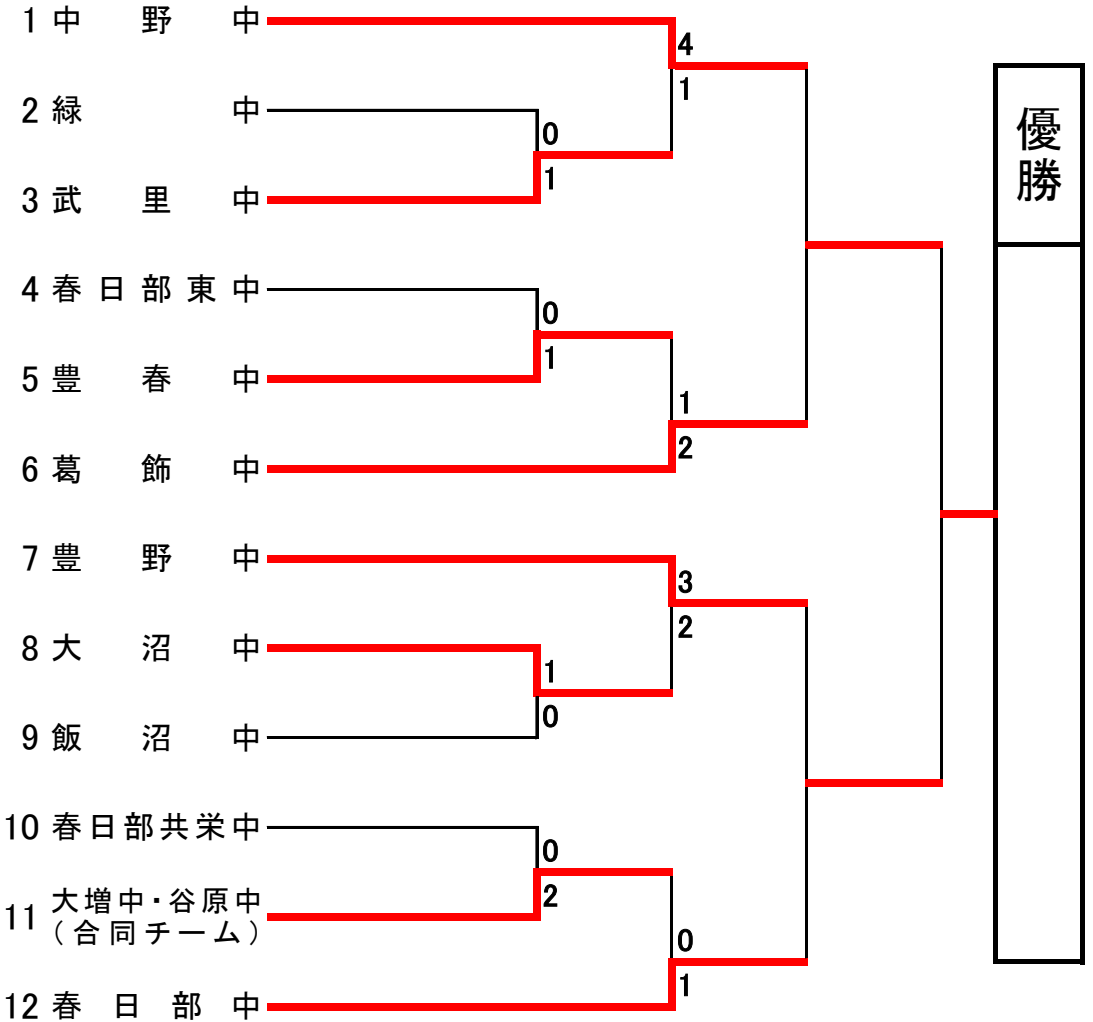 1 中野中
4
1
2 緑中
0
1
3 武里中
4 春日部東中
0
1
5 豊春中
1
2
6 葛飾中
7 豊野中
3
2
8 大沼中
1
0
9 飯沼中
10 春日部共栄中
0
2
11 大増中・谷原中
(合同チーム)
0
1
12 春日部中
優勝